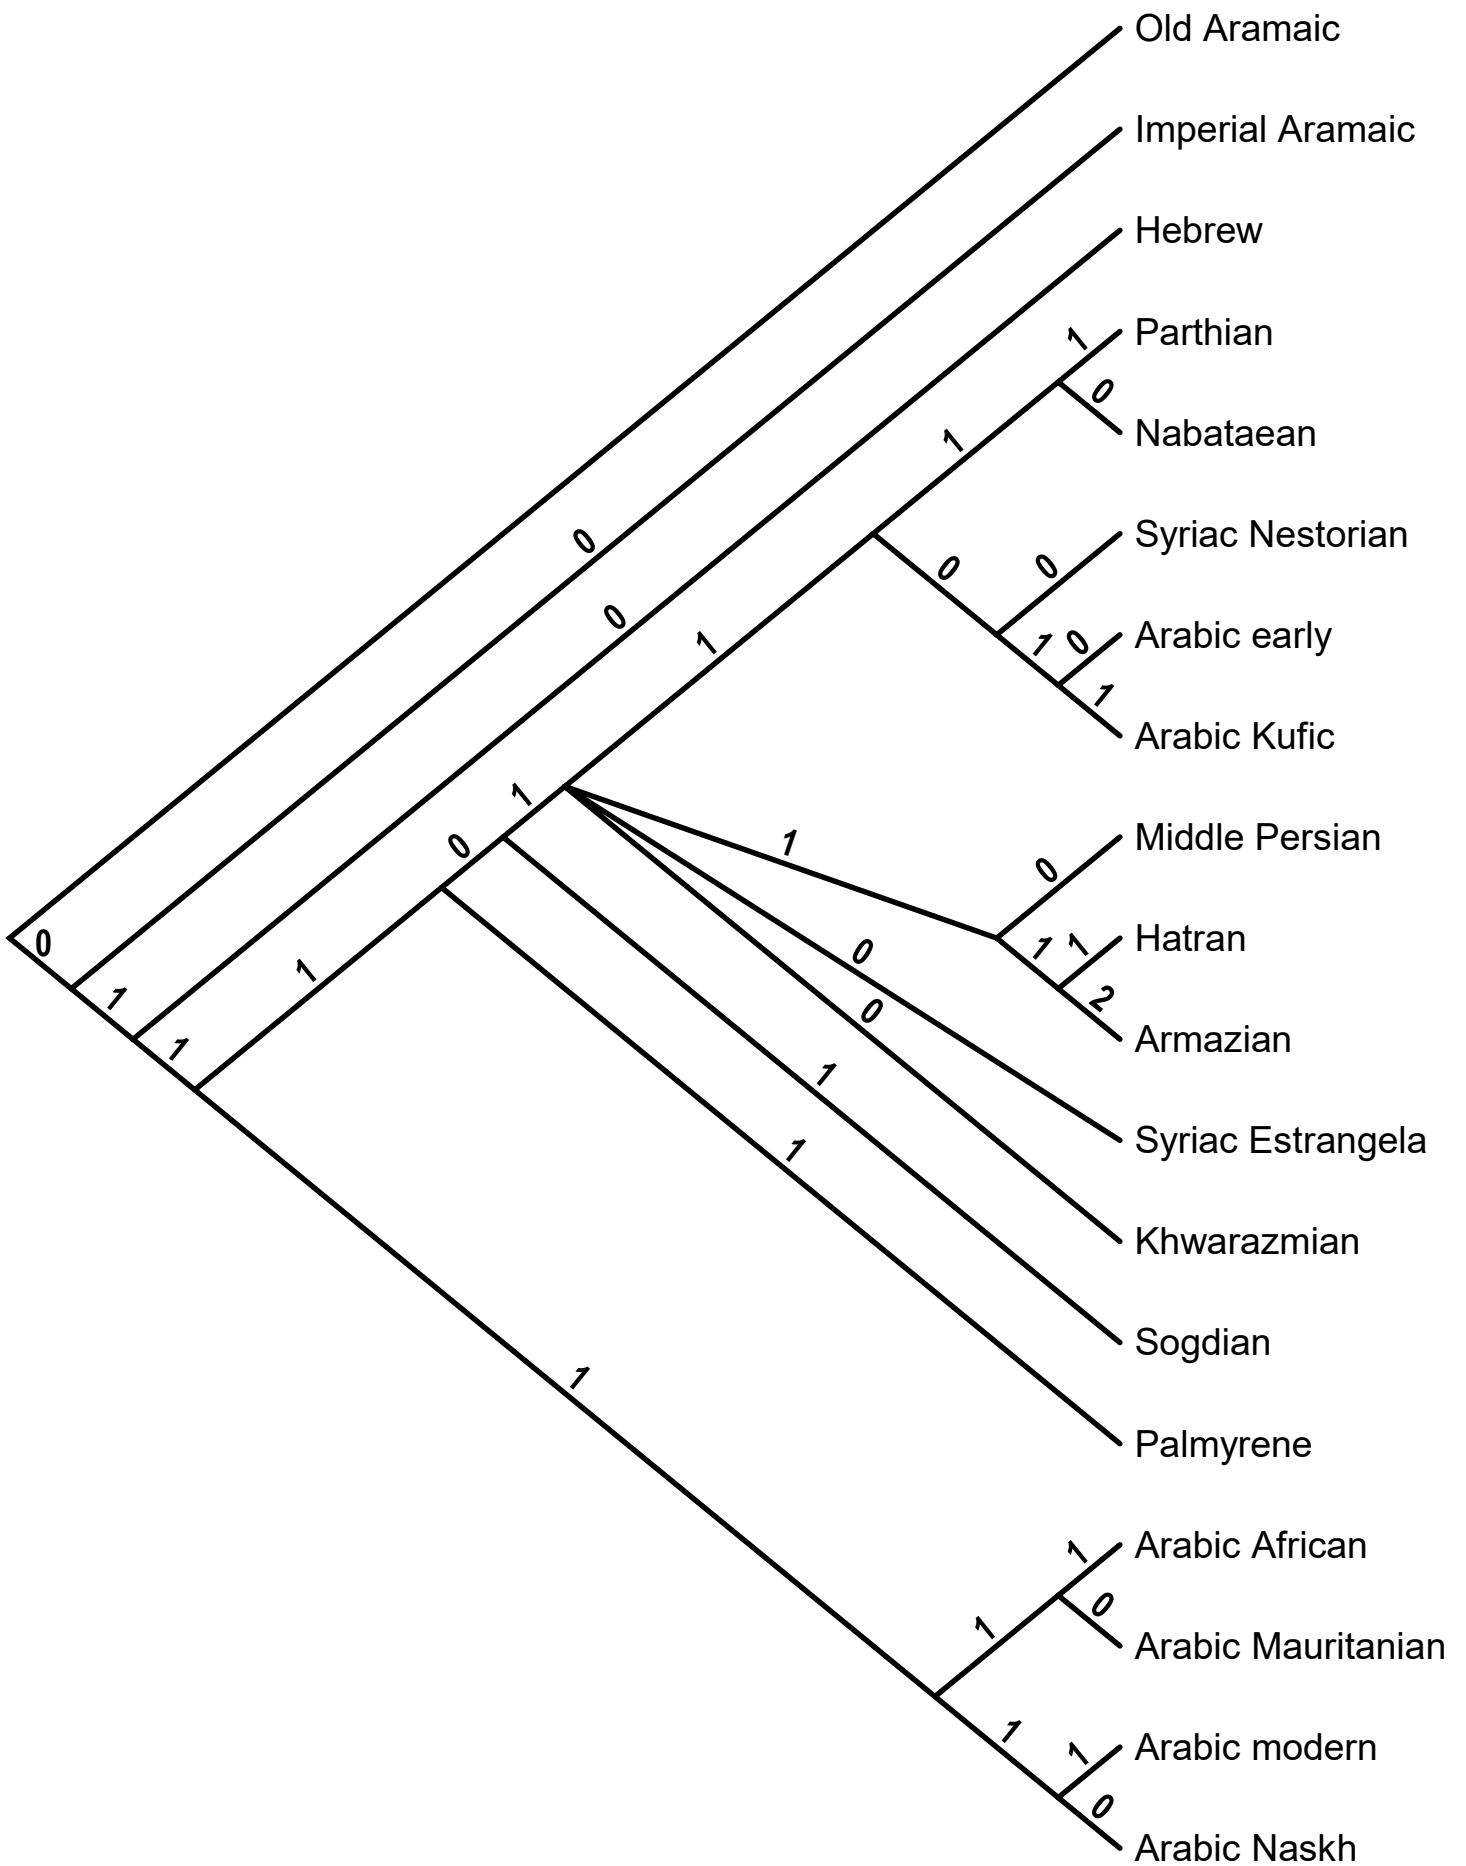 Old Aramaic
Imperial Aramaic
Hebrew
1 Parthian
0
1 Nabataean
0 Syriac Nestorian
0
0
0
1 0 Arabic early
0
1
1
Arabic Kufic
1
0
1
Middle Persian
0
0 1 1 Hatran
0
2
1
0
Armazian
1
1
1
Syriac Estrangela
1
Khwarazmian
Sogdian
1
Palmyrene
1 Arabic African
0
1
Arabic Mauritanian
1
1 Arabic modern
0
Arabic Naskh